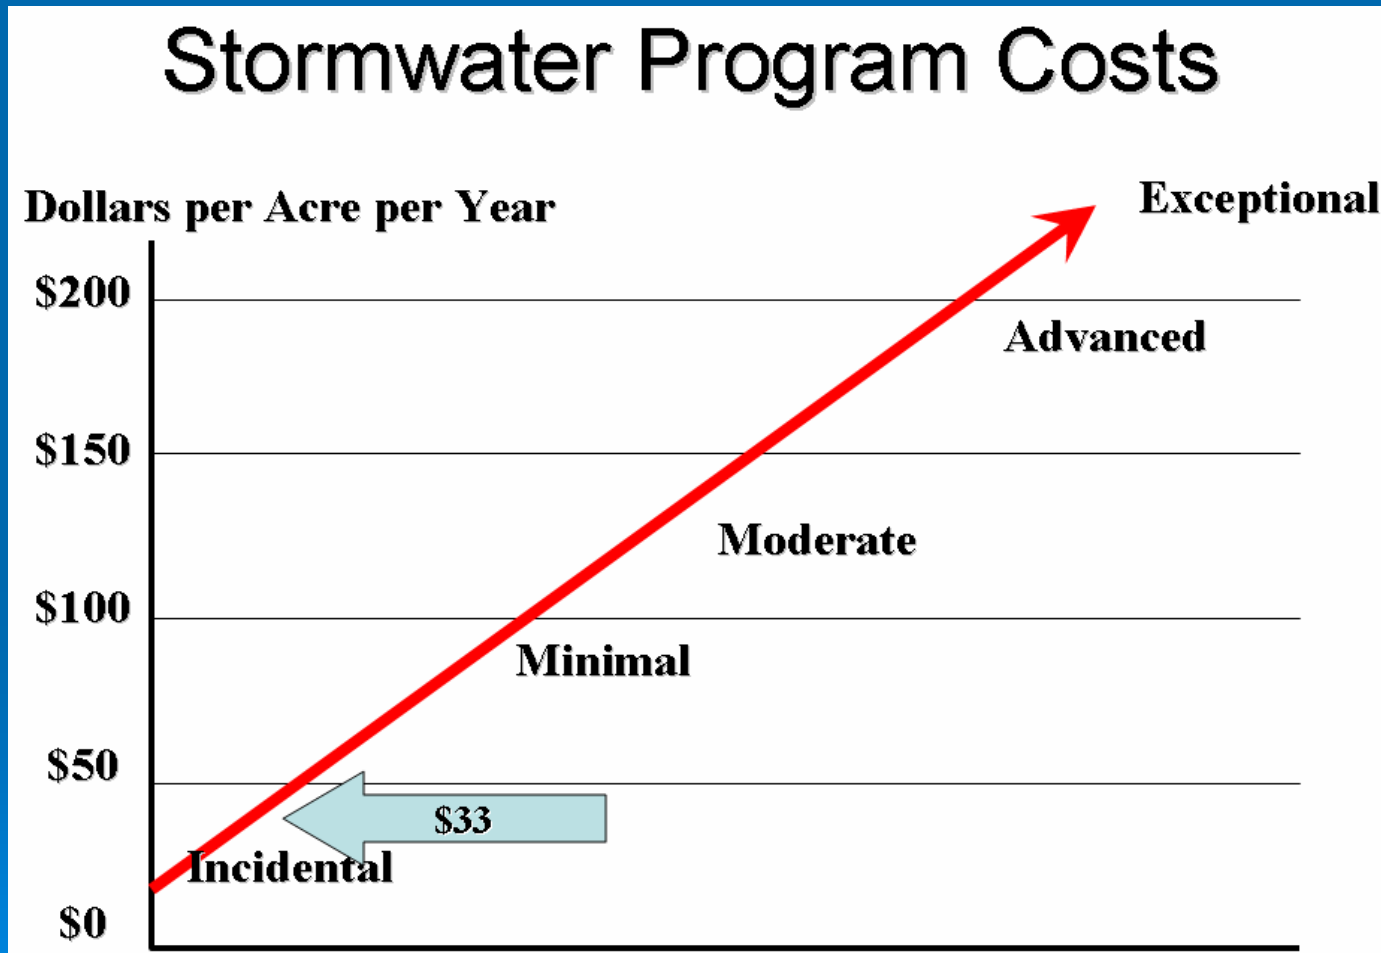 Stormwater Program Costs
Dollars per Acre per Year
Exceptional
$200
Advanced
$150
Moderate
$100
Minimal
$50
$33
Incidental
$0